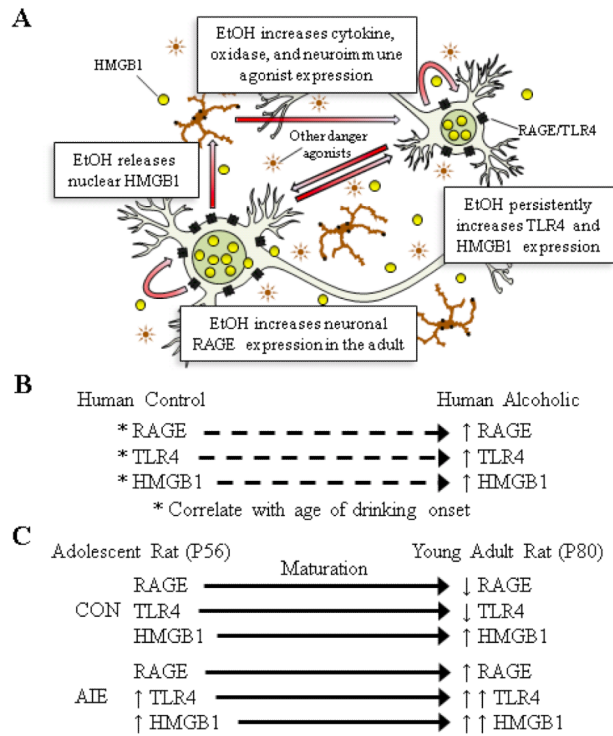 A
EtOH increases cytokine,
oxidase, and neuroimmune
agonist expression
HMGB1
RAGE/TLR4
Other danger
agonists
EtOH releases
nuclear HMGB1
EtOH persistently
increases TLR4 and
HMGB1 expression
EtOH increases neuronal
RAGE expression in the adult
B
Human Control Human Alcoholic
* RAGE ↑ RAGE
* TLR4 ↑ TLR4
* HMGB1 ↑ HMGB1
* Correlate with age of drinking onset
C
Adolescent Rat (P56) Young Adult Rat (P80)
Maturation
RAGE ↓ RAGE
CON TLR4 ↓ TLR4
HMGB1 ↑ HMGB1
RAGE ↑ RAGE
AIE ↑ TLR4 ↑ ↑ TLR4
↑ HMGB1 ↑ ↑ HMGB1